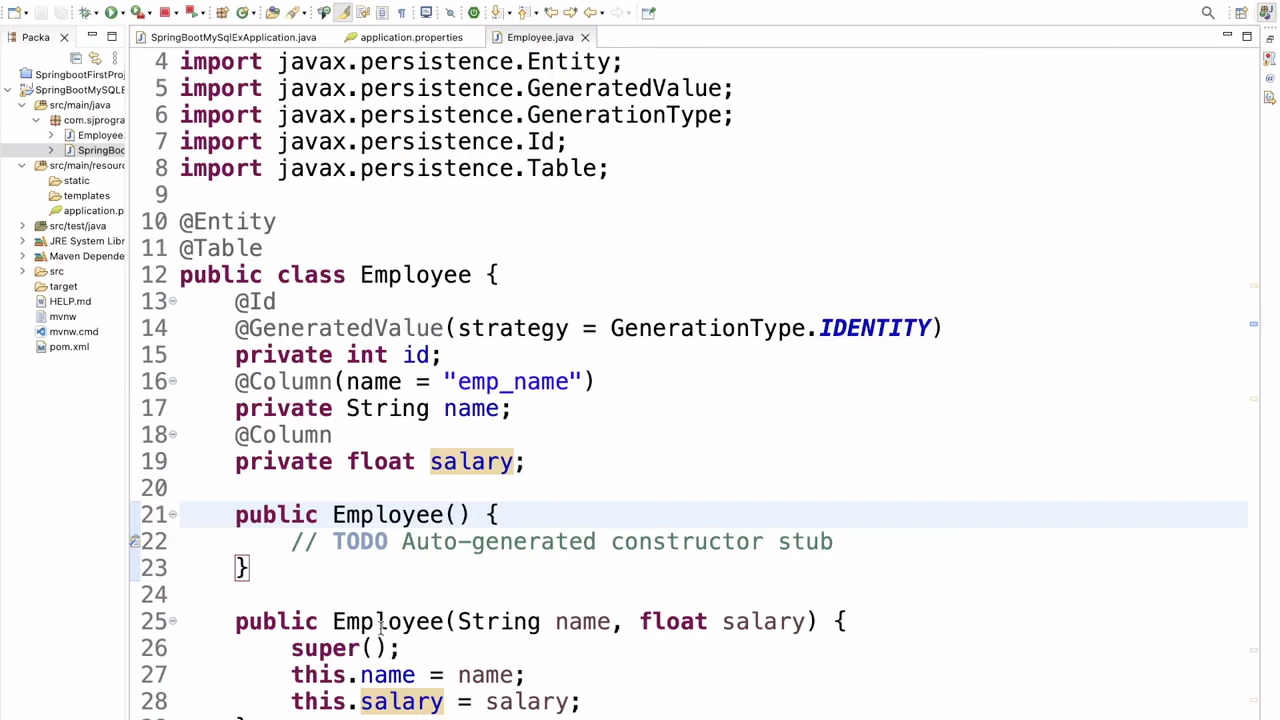 Packa
SpringBootMySqlExApplication.java
application.properties
Employee.java
SpringbootFirstProj
SpringBootMySQLE
src/main/java
com.sjprogra
Employee.
SpringBoo
src/main/resour
static
templates
application.p
src/test/java
JRE System Libr
Maven Depende
src
target
HELP.md
mvnw
mvnw.cmd
pom.xml
4 import javax.persistence.Entity;
5 import javax.persistence.GeneratedValue;
6 import javax.persistence.GenerationType;
7 import javax.persistence.Id;
8 import javax.persistence.Table;
9
10 @Entity
11 @Table
12 public class Employee {
13 @Id
14 @GeneratedValue(strategy = GenerationType.IDENTITY)
15 private int id;
16 @Column(name = "emp_name")
17 private String name;
18 @Column
19 private float salary;
20
21 public Employee() {
22 // TODO Auto-generated constructor stub
23 }
24
25 public Employee(String name, float salary) {
26 super();
27 this.name = name;
28 this.salary = salary;